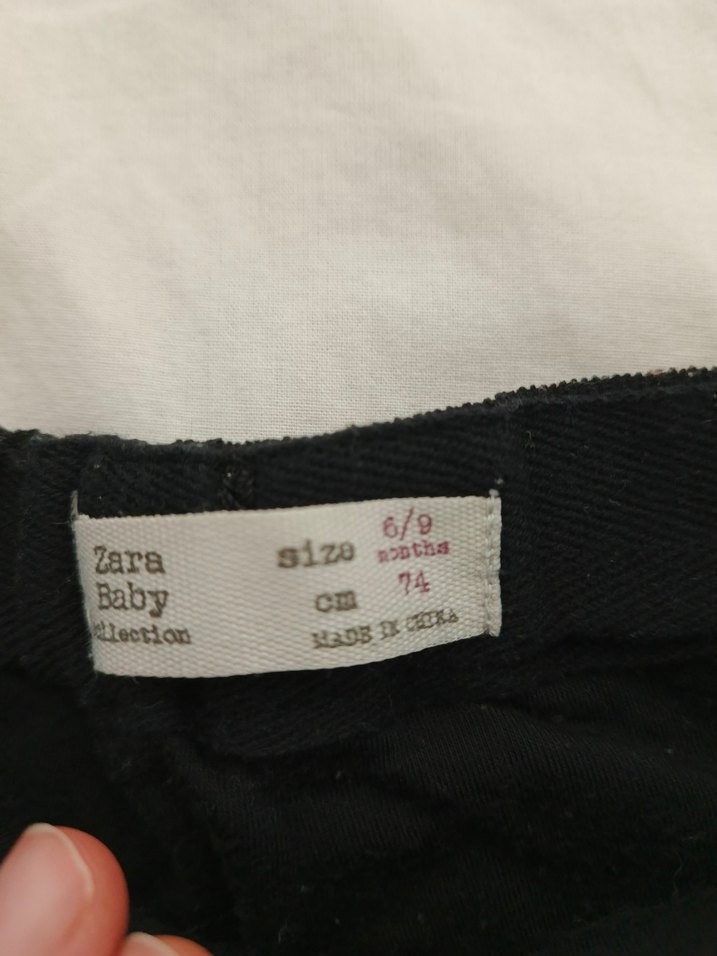 Zara
Baby
collection
size 6/9
months
cm 74
MADE IN CHINA